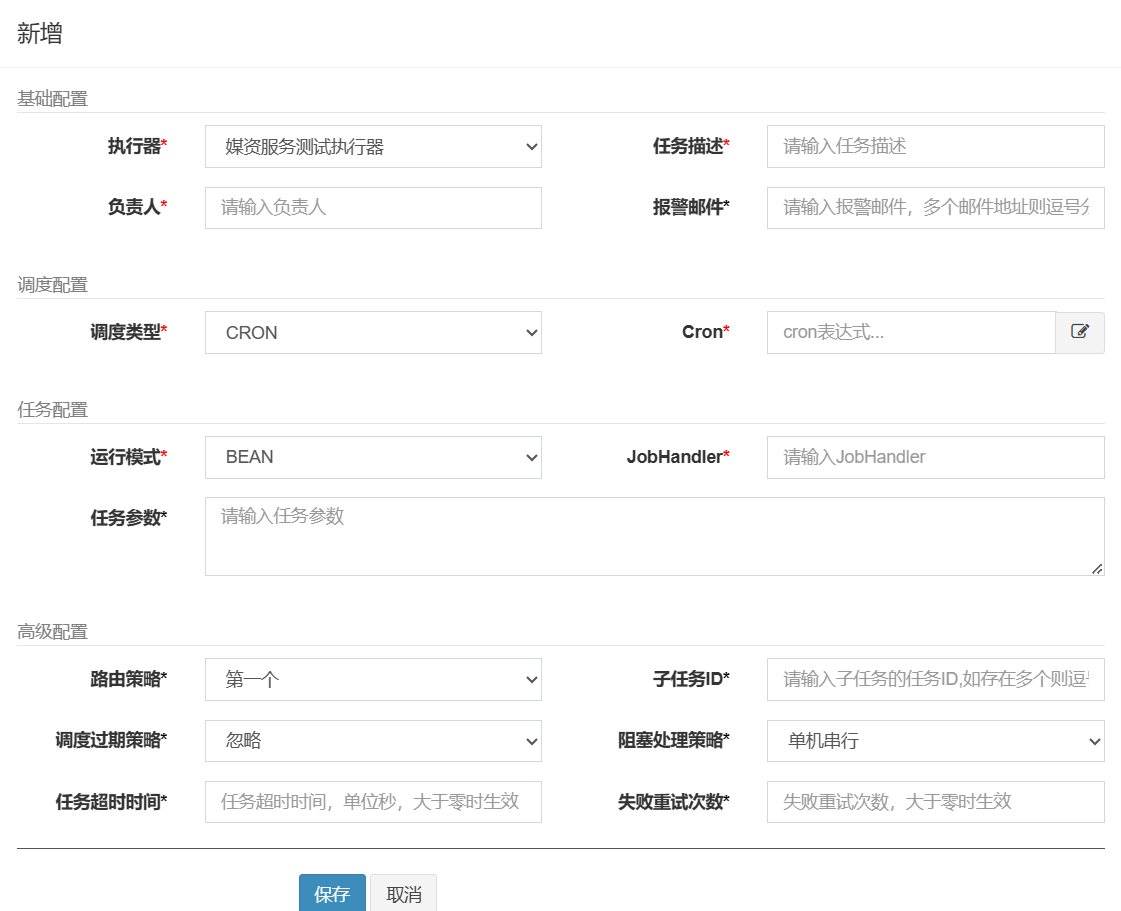 新增
基础配置
执行器* 媒资服务测试执行器 任务描述* 请输入任务描述
负责人* 请输入负责人 报警邮件* 请输入报警邮件，多个邮件地址则逗号分
调度配置
调度类型* CRON Cron* cron表达式...
任务配置
运行模式* BEAN JobHandler* 请输入JobHandler
任务参数* 请输入任务参数
高级配置
路由策略* 第一个 子任务ID* 请输入子任务的任务ID,如存在多个则逗
调度过期策略* 忽略 阻塞处理策略* 单机串行
任务超时时间* 任务超时时间，单位秒，大于零时生效 失败重试次数* 失败重试次数，大于零时生效
保存 取消